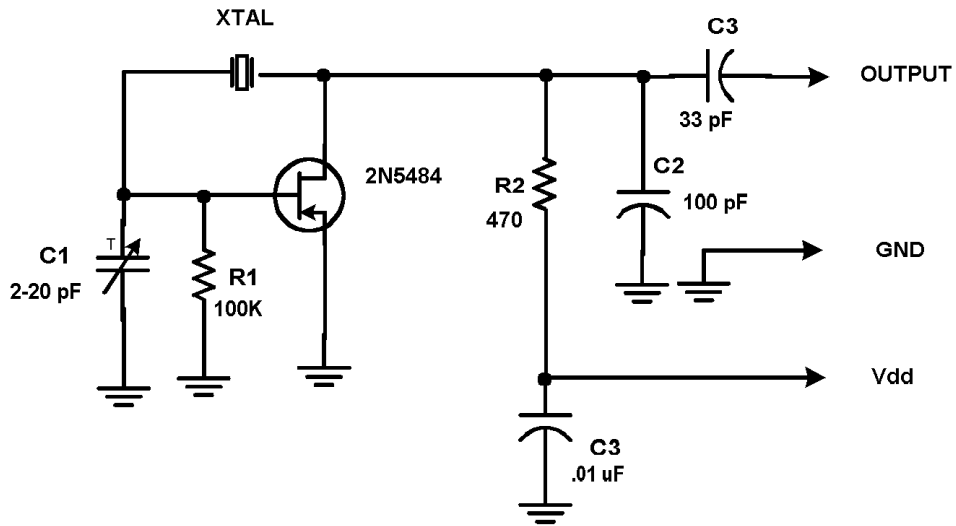 XTAL
C3
OUTPUT
33 pF
2N5484
R2
470
C2
100 pF
T
C1
2-20 pF
R1
100K
GND
Vdd
C3
.01 uF